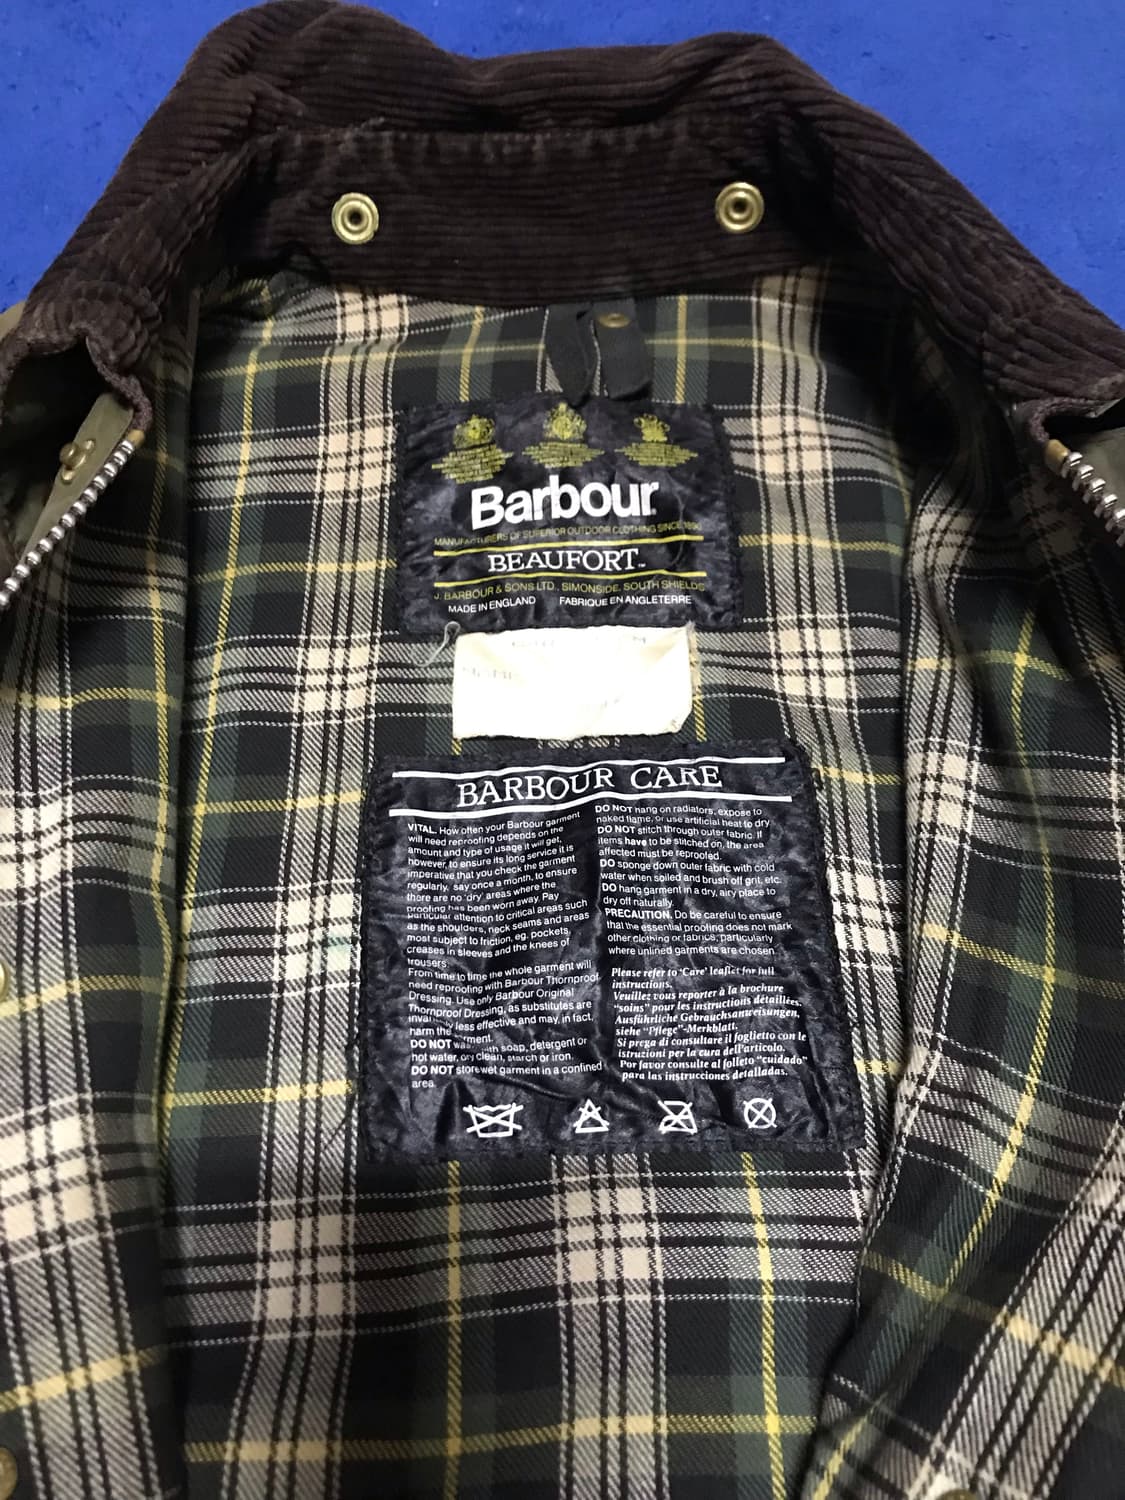 Barbour
MANUFACTURERS OF SUPERIOR OUTDOOR CLOTHING SINCE 1890
BEAUFORT™
J. BARBOUR & SONS LTD., SIMONSIDE, SOUTH SHIELDS
MADE IN ENGLAND FABRIQUE EN ANGLETERRE
BARBOUR CARE
VITAL. How often your Barbour garment
will need reproofing depends on the
amount and type of usage it will get,
however, to ensure its long service it is
imperative that you check the garment
regularly, say once a month, to ensure
there are no 'dry' areas where the
proofing has been worn away. Pay
particular attention to critical areas such
as the shoulders, neck seams and areas
most subject to friction, eg. pockets,
creases in sleeves and the knees of
trousers.
From time to time the whole garment will
need reproofing with Barbour Thornproof
Dressing. Use only Barbour Original
Thornproof Dressing, as substitutes are
less effective and may, in fact,
harm the
DO NOT with soap, detergent or
hot water, dry clean, starch or iron.
DO NOT store wet garment in a confined
area.
DO NOT hang on radiators, expose to
naked flame, or use artificial heat to dry.
DO NOT stitch through outer fabric. If
items have to be stitched on, the area
affected must be reproofed.
DO sponge down outer fabric with cold
water when soiled and brush off grit, etc.
DO hang garment in a dry, airy place to
dry off naturally.
PRECAUTION. Do be careful to ensure
that the essential proofing does not mark
other clothing or fabrics, particularly
where unlined garments are chosen.
Please refer to 'Care' leaflet for full
instructions.
Veuillez vous reporter à la brochure
"soins" pour les instructions détaillées.
Ausführliche Gebrauchsanweisungen,
siehe "Pflege"-Merkblatt.
Si prega di consultare il foglietto con le
istruzioni per la cura dell'articolo.
Por favor consulte al folleto "cuidado"
para las instrucciones detalladas.